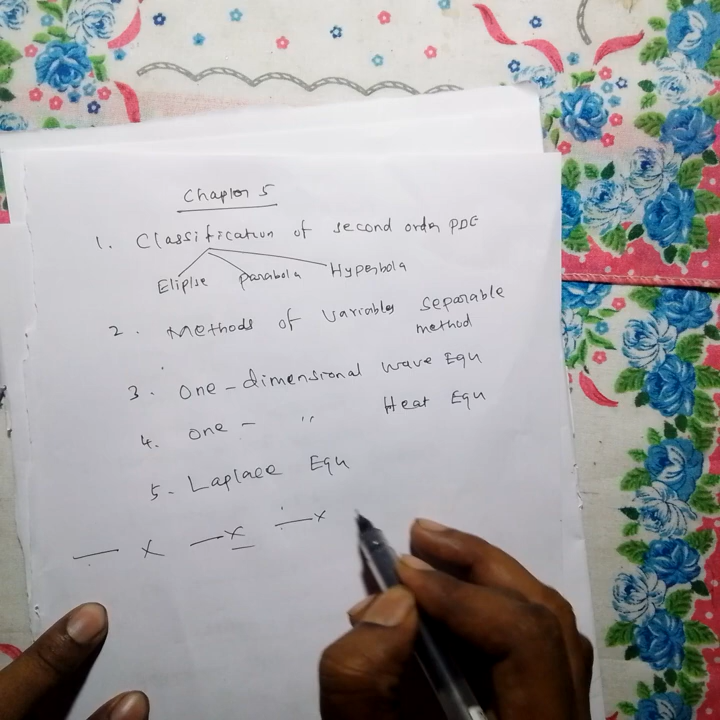 Chapter 5
1. Classification of second order PDE
Eliplse parabola Hyperbola
2. Methods of variables separable
method
3. One-dimensional wave Equ
4. One - " Heat Equ
5. Laplace Equ
— x — x — x